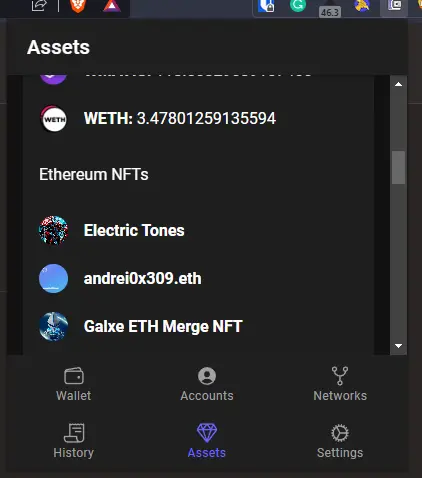 46.3
Assets
WETH
WETH: 3.47801259135594
Ethereum NFTs
Electric Tones
andrei0x309.eth
Galxe ETH Merge NFT
Wallet
Accounts
Networks
History
Assets
Settings